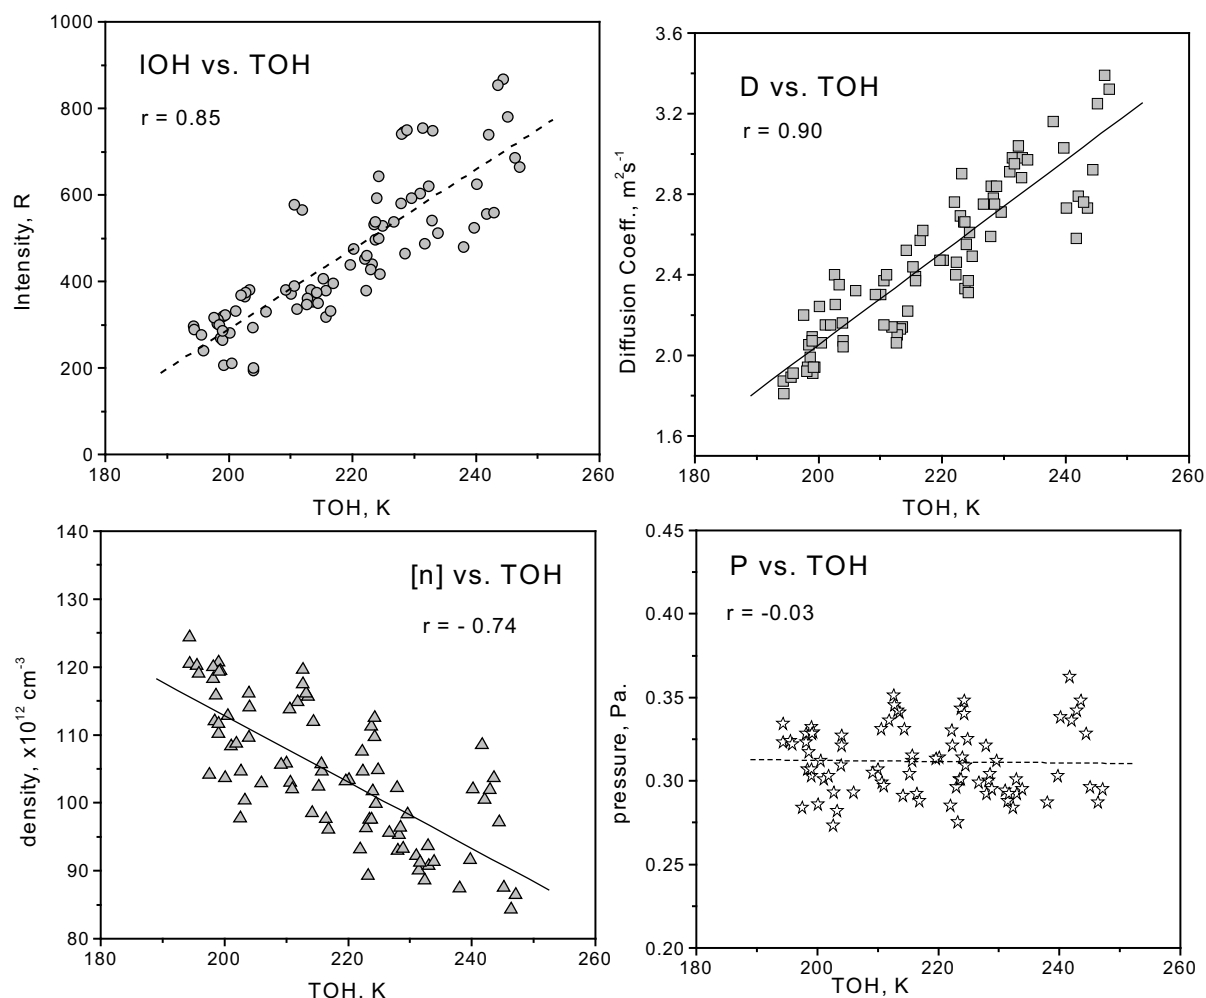 IOH vs. TOH
r = 0.85
Intensity, R
1000
800
600
400
200
0
180
200
220
240
260
TOH, K
D vs. TOH
r = 0.90
Diffusion Coeff., m²s⁻¹
3.6
3.2
2.8
2.4
2.0
1.6
180
200
220
240
260
TOH, K
[n] vs. TOH
r = - 0.74
density, x10¹² cm⁻³
140
130
120
110
100
90
80
180
200
220
240
260
TOH, K
P vs. TOH
r = -0.03
pressure, Pa.
0.45
0.40
0.35
0.30
0.25
0.20
180
200
220
240
260
TOH, K